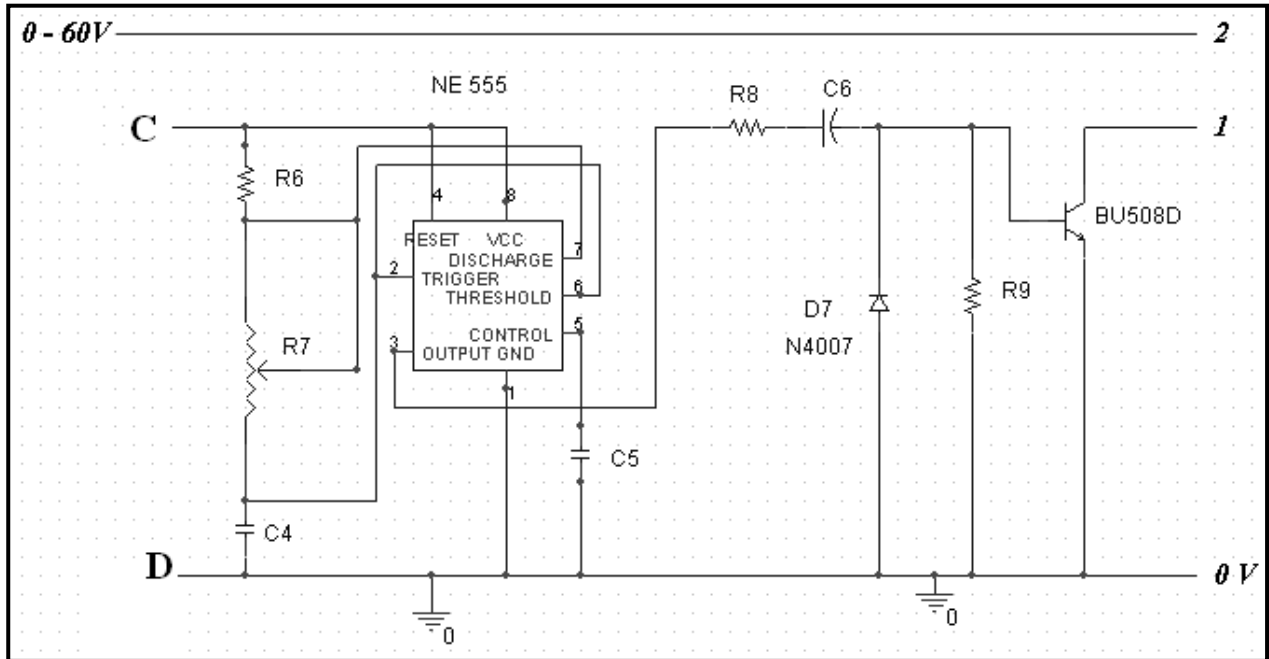 0 - 60V
2
NE 555
R8
C6
C
1
R6
4
8
BU508D
RESET VCC
DISCHARGE
7
2
TRIGGER
THRESHOLD
6
R9
D7
N4007
5
CONTROL
R7
3
OUTPUT GND
1
C5
C4
D
0 V
0
0